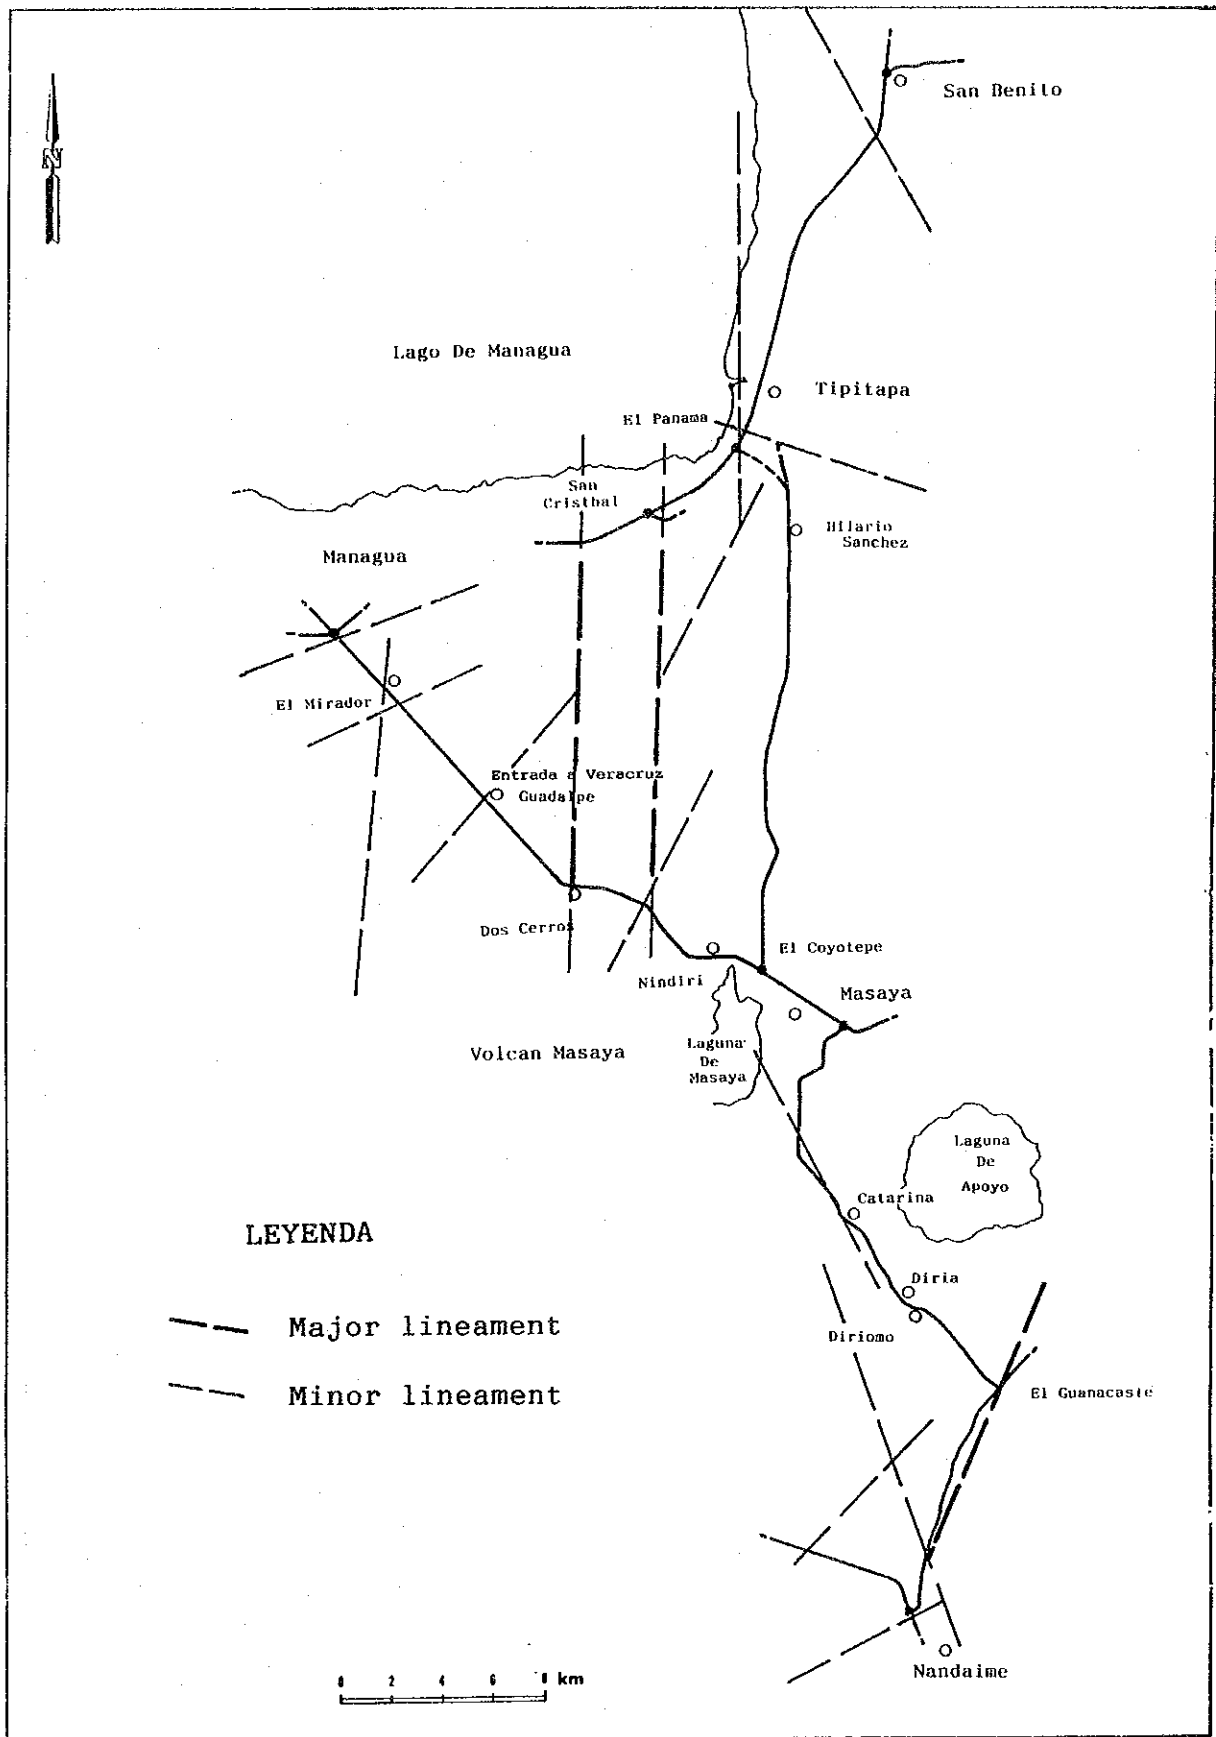 San Benito
N
Lago De Managua
Tipitapa
El Panama
San
Cristbal
Hilario
Sanchez
Managua
El Mirador
Entrada a Veracruz
Guadalpe
Dos Cerros
El Coyotepe
Nindiri
Masaya
Volcan Masaya
Laguna
De
Masaya
Laguna
De
Apoyo
Catarina
LEYENDA
Diria
Major lineament
Diriomo
Minor lineament
El Guanacaste
Nandaime
0 2 4 6 8 km